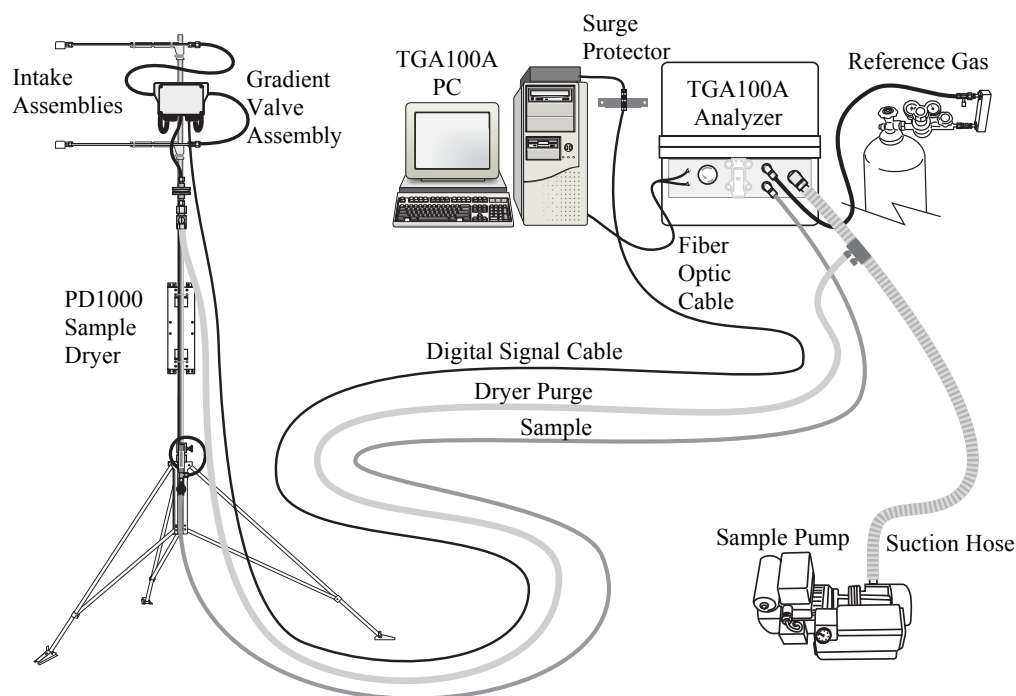 Surge
Protector
TGA100A
PC
TGA100A
Analyzer
Reference Gas
Intake
Assemblies
Gradient
Valve
Assembly
Fiber
Optic
Cable
PD1000
Sample
Dryer
Digital Signal Cable
Dryer Purge
Sample
Sample Pump
Suction Hose